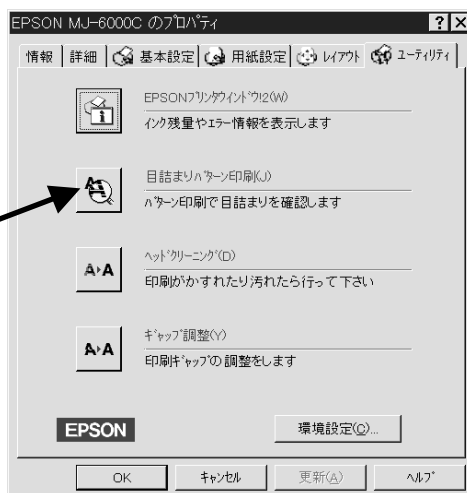 EPSON MJ-6000C のﾌﾟﾛﾊﾟﾃｨ
情報 詳細 基本設定 用紙設定 ﾚｲｱｳﾄ ﾕｰﾃｨﾘﾃｨ
EPSONﾌﾟﾘﾝﾀｳｲﾝﾄﾞｳ!2(W)
ｲﾝｸ残量やｴﾗｰ情報を表示します
目詰まりﾊﾟﾀｰﾝ印刷(J)
ﾊﾟﾀｰﾝ印刷で目詰まりを確認します
ﾍｯﾄﾞｸﾘｰﾆﾝｸﾞ(D)
印刷がかすれたり汚れたら行って下さい
ｷﾞｬｯﾌﾟ調整(Y)
印刷ｷﾞｬｯﾌﾟの調整をします
EPSON 環境設定(C)...
OK ｷｬﾝｾﾙ 更新(A) ﾍﾙﾌﾟ